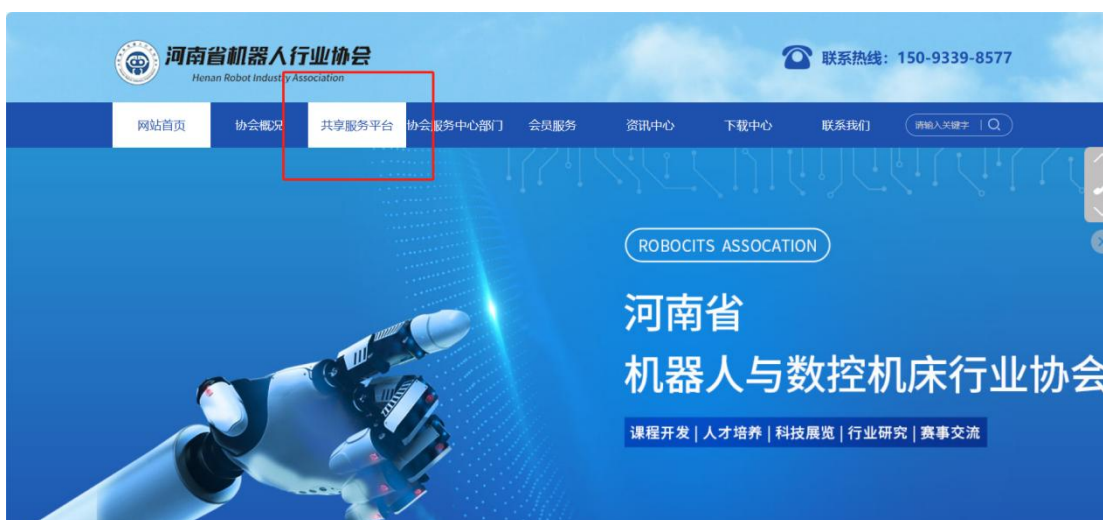 河南省机器人行业协会
Henan Robot Industry Association
联系热线：150-9339-8577
网站首页 协会概况 共享服务平台 协会服务中心部门 会员服务 资讯中心 下载中心 联系我们 请输入关键字
ROBOCITS ASSOCATION
河南省
机器人与数控机床行业协会
课程开发 | 人才培养 | 科技展览 | 行业研究 | 赛事交流